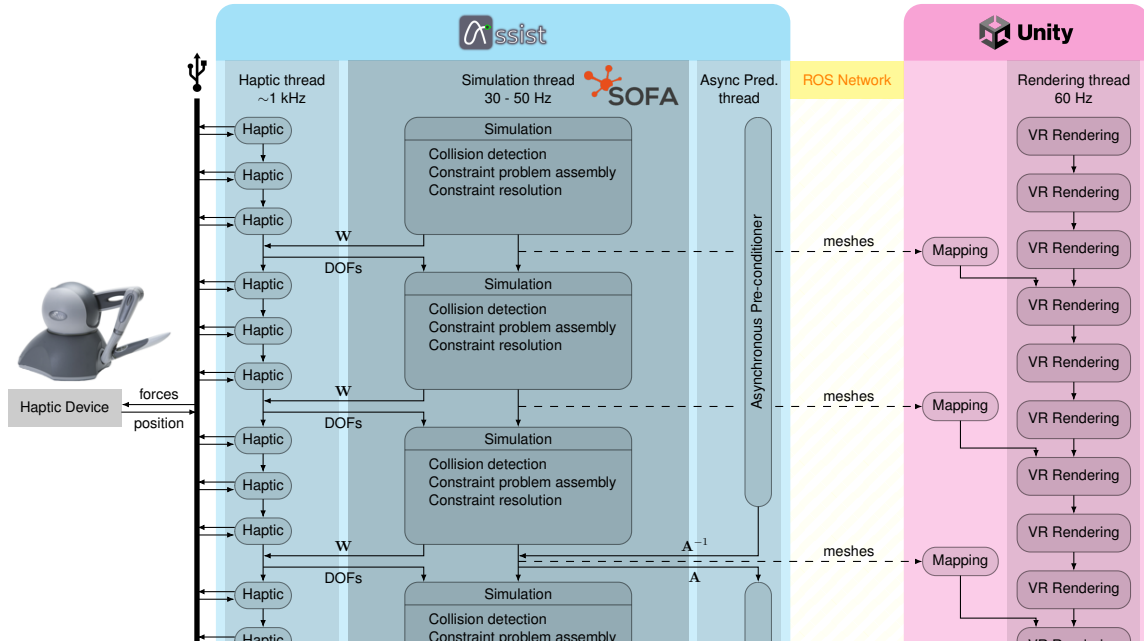 Assist
Unity
Haptic thread
~1 kHz
Simulation thread
30 - 50 Hz
SOFA
Async Pred.
thread
ROS Network
Rendering thread
60 Hz
Haptic
Haptic
Haptic
Haptic
Haptic
Haptic
Haptic
Haptic
Haptic
Haptic
Haptic
Haptic Device
forces
position
W
DOFs
W
DOFs
W
DOFs
Simulation
Collision detection
Constraint problem assembly
Constraint resolution
Simulation
Collision detection
Constraint problem assembly
Constraint resolution
Simulation
Collision detection
Constraint problem assembly
Constraint resolution
Simulation
Collision detection
Constraint problem assembly
Asynchronous Pre-conditioner
A⁻¹
A
meshes
meshes
meshes
Mapping
Mapping
Mapping
VR Rendering
VR Rendering
VR Rendering
VR Rendering
VR Rendering
VR Rendering
VR Rendering
VR Rendering
VR Rendering
VR Rendering